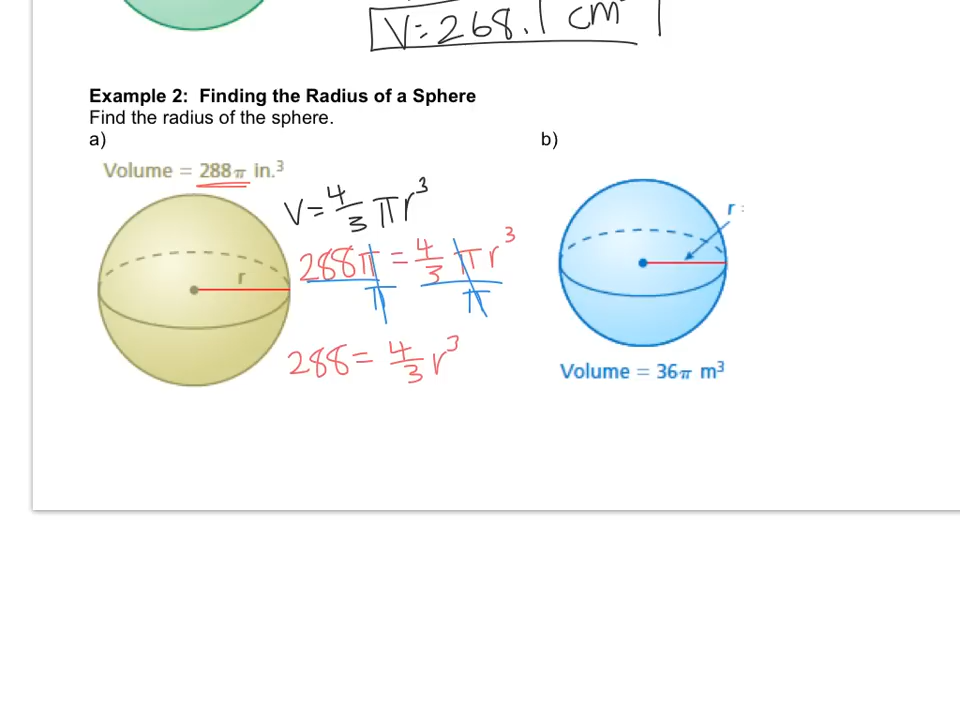 V=268.1 cm
Example 2:  Finding the Radius of a Sphere
Find the radius of the sphere.
a)
Volume = 288π in.³
V=4/3 πr³
288π = 4/3 πr³
π π
288 = 4/3 r³
r
b)
r =
Volume = 36π m³